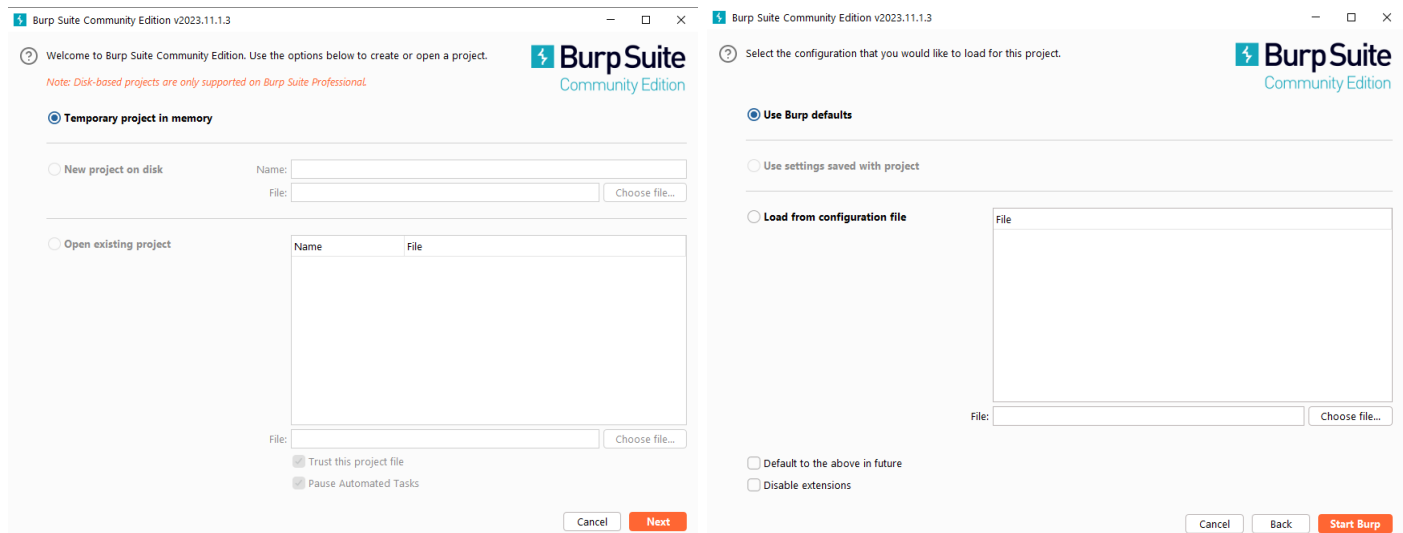 Burp Suite Community Edition v2023.11.1.3
Welcome to Burp Suite Community Edition. Use the options below to create or open a project.
Note: Disk-based projects are only supported on Burp Suite Professional.
Burp Suite
Community Edition
Temporary project in memory
New project on disk
Name:
File:
Choose file...
Open existing project
Name
File
File:
Choose file...
Trust this project file
Pause Automated Tasks
Cancel
Next
Burp Suite Community Edition v2023.11.1.3
Select the configuration that you would like to load for this project.
Burp Suite
Community Edition
Use Burp defaults
Use settings saved with project
Load from configuration file
File
File:
Choose file...
Default to the above in future
Disable extensions
Cancel
Back
Start Burp